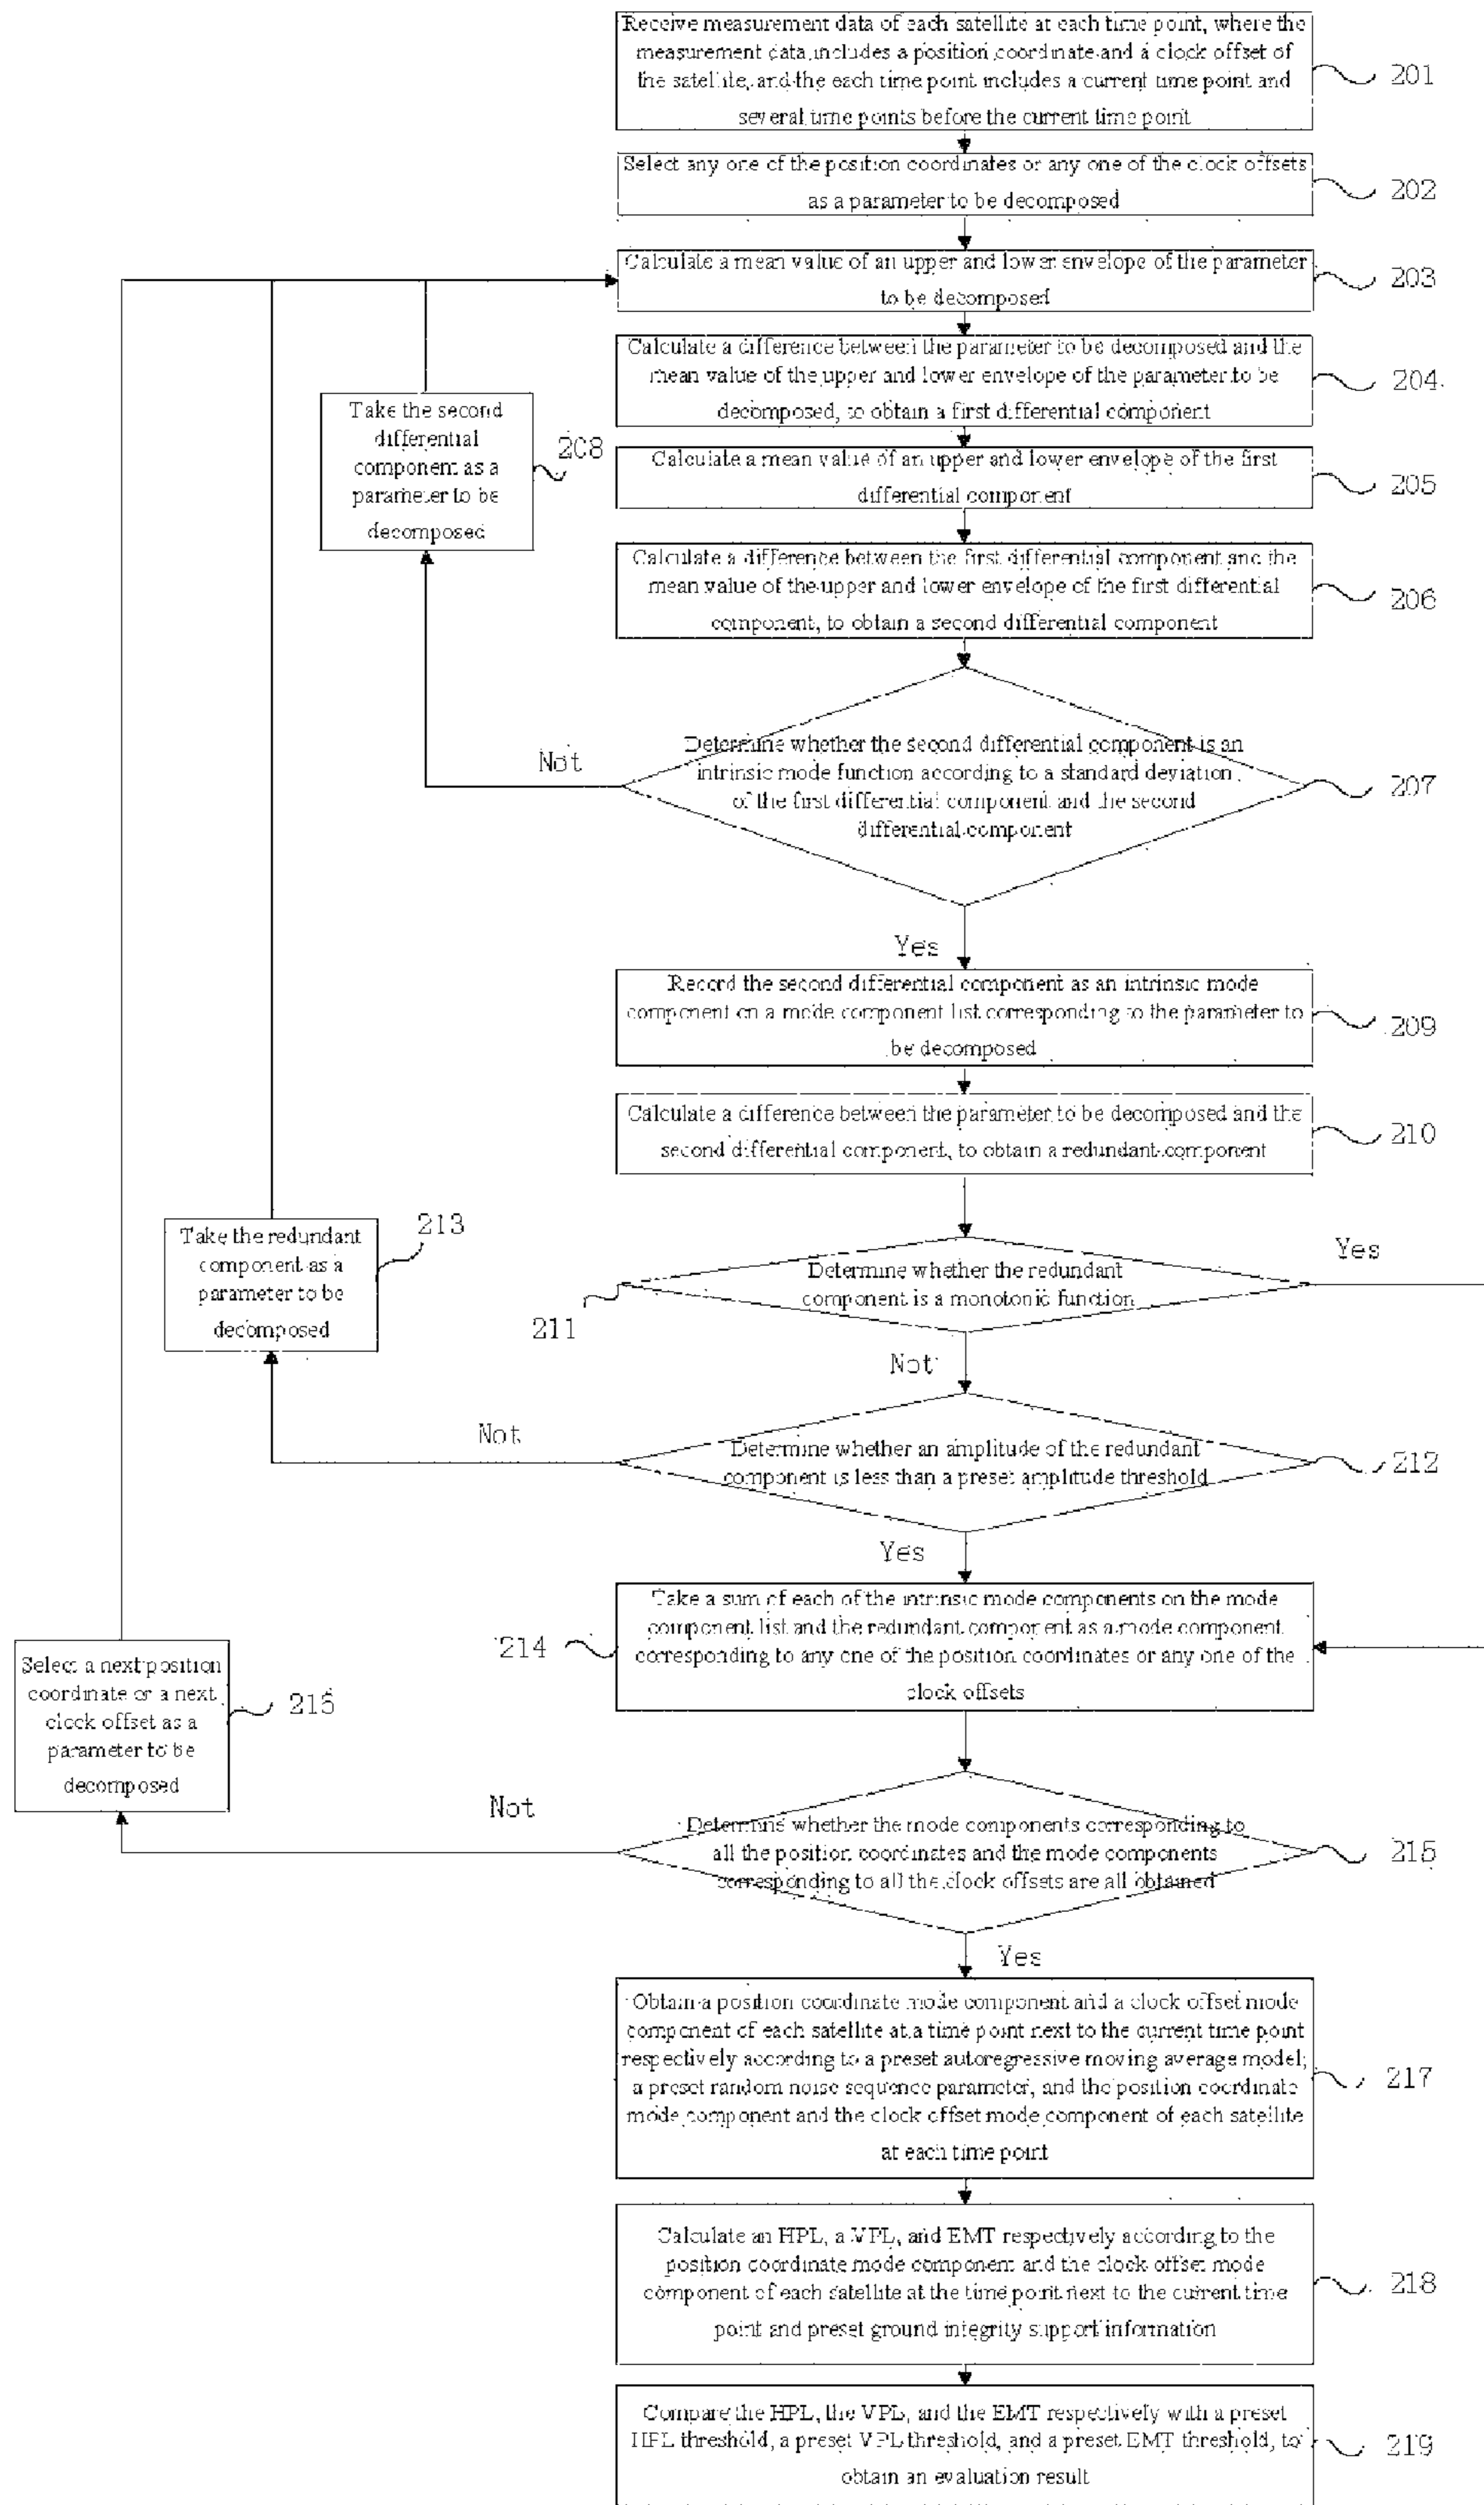 Receive measurement data of each satellite at each time point, where the
measurement data includes a position coordinate and a clock offset of
the satellite, and the each time point includes a current time point and
several time points before the current time point
201
Select any one of the position coordinates or any one of the clock offsets
as a parameter to be decomposed
202
Calculate a mean value of an upper and lower envelope of the parameter
to be decomposed
203
Calculate a difference between the parameter to be decomposed and the
mean value of the upper and lower envelope of the parameter to be
decomposed, to obtain a first differential component
204
Take the second
differential
component as a
parameter to be
decomposed
208
Calculate a mean value of an upper and lower envelope of the first
differential component
205
Calculate a difference between the first differential component and the
mean value of the upper and lower envelope of the first differential
component, to obtain a second differential component
206
Not
Determine whether the second differential component is an
intrinsic mode function according to a standard deviation
of the first differential component and the second
differential component
207
Yes
Record the second differential component as an intrinsic mode
component on a mode component list corresponding to the parameter to
be decomposed
209
Calculate a difference between the parameter to be decomposed and the
second differential component, to obtain a redundant component
210
Take the redundant
component as a
parameter to be
decomposed
213
Determine whether the redundant
component is a monotonic function
211
Yes
Not
Not
Determine whether an amplitude of the redundant
component is less than a preset amplitude threshold
212
Yes
Take a sum of each of the intrinsic mode components on the mode
component list and the redundant component as a mode component
corresponding to any one of the position coordinates or any one of the
clock offsets
214
Select a next position
coordinate or a next
clock offset as a
parameter to be
decomposed
216
Not
Determine whether the mode components corresponding to
all the position coordinates and the mode components
corresponding to all the clock offsets are all obtained
215
Yes
Obtain a position coordinate mode component and a clock offset mode
component of each satellite at a time point next to the current time point
respectively according to a preset autoregressive moving average model,
a preset random noise sequence parameter, and the position coordinate
mode component and the clock offset mode component of each satellite
at each time point
217
Calculate an HPL, a VPL, and EMT respectively according to the
position coordinate mode component and the clock offset mode
component of each satellite at the time point next to the current time
point and preset ground integrity support information
218
Compare the HPL, the VPL, and the EMT respectively with a preset
HPL threshold, a preset VPL threshold, and a preset EMT threshold, to
obtain an evaluation result
219